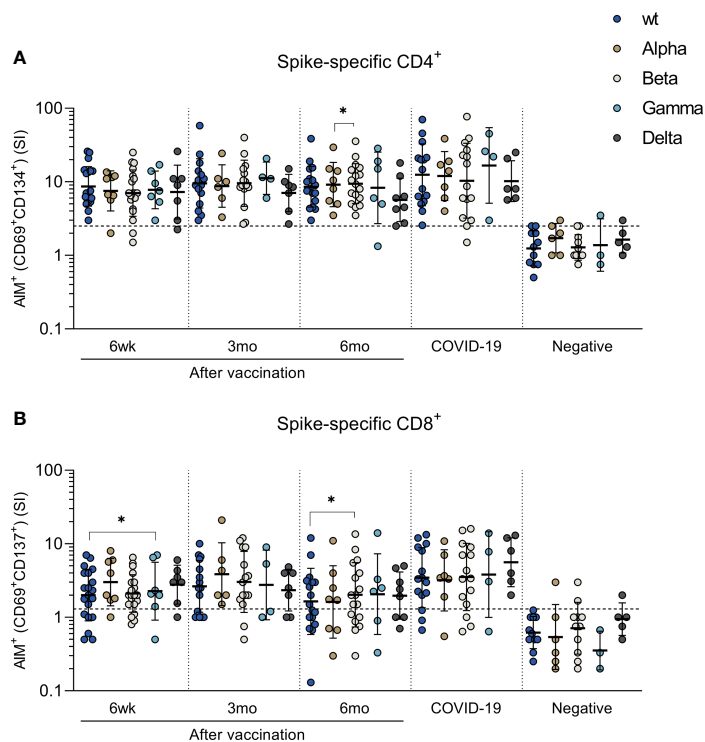 wt
Alpha
Beta
Gamma
Delta
A
Spike-specific CD4+
AIM+ (CD69+CD134+) (SI)
100
10
1
0.1
*
6wk 3mo 6mo COVID-19 Negative
After vaccination
B
Spike-specific CD8+
AIM+ (CD69+CD137+) (SI)
100
10
1
0.1
* *
6wk 3mo 6mo COVID-19 Negative
After vaccination